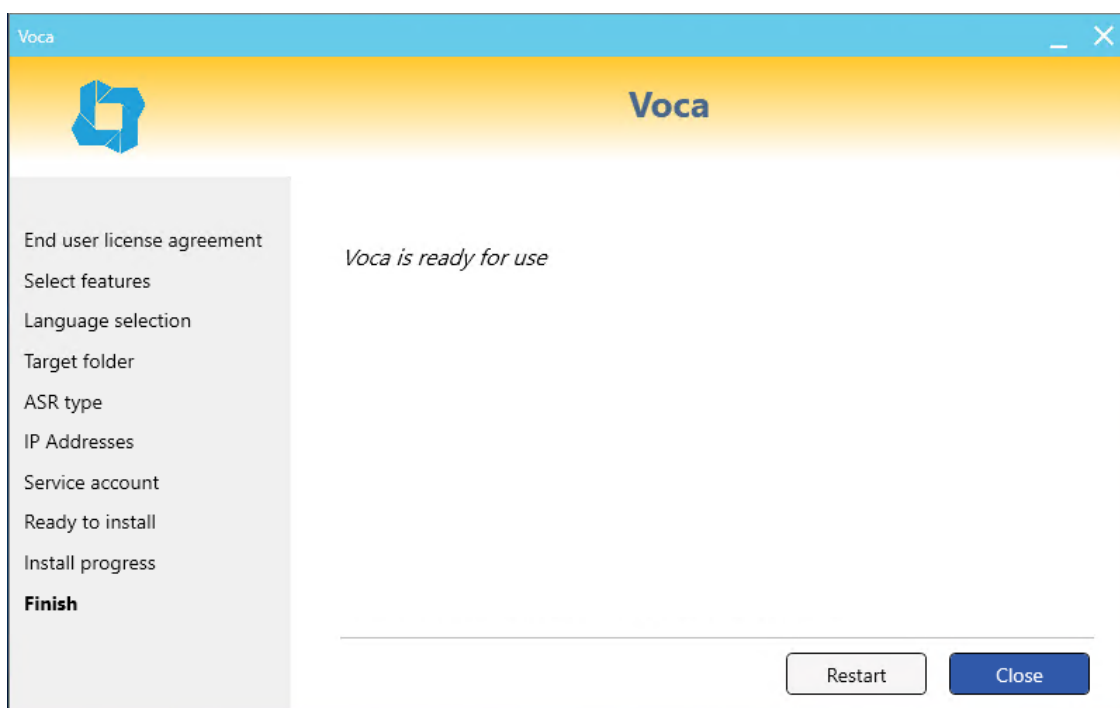 Voca
Voca
End user license agreement
Select features
Language selection
Target folder
ASR type
IP Addresses
Service account
Ready to install
Install progress
Finish
Voca is ready for use
Restart
Close